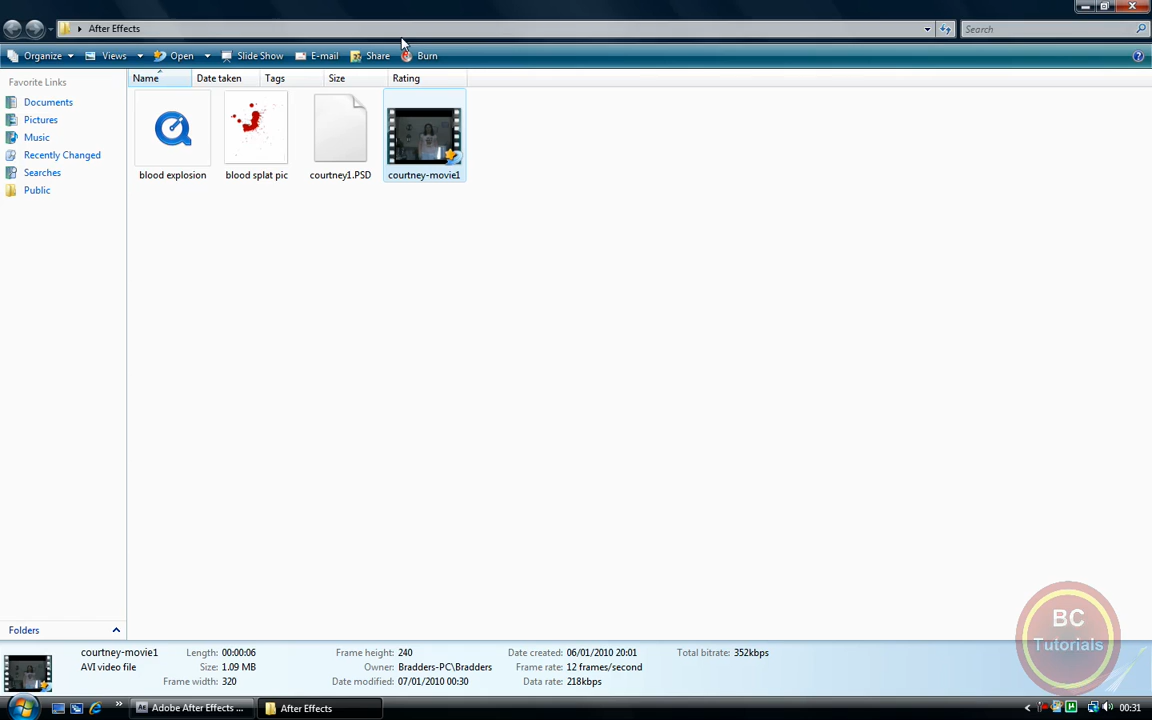 After Effects
Search
Organize
Views
Open
Slide Show
E-mail
Share
Burn
Favorite Links
Name
Date taken
Tags
Size
Rating
Documents
Pictures
Music
Recently Changed
Searches
Public
blood explosion
blood splat pic
courtney1.PSD
courtney-movie1
Folders
BC
Tutorials
courtney-movie1
AVI video file
Length: 00:00:06
Size: 1.09 MB
Frame width: 320
Frame height: 240
Owner: Bradders-PC\Bradders
Date modified: 07/01/2010 00:30
Date created: 06/01/2010 20:01
Frame rate: 12 frames/second
Data rate: 218kbps
Total bitrate: 352kbps
Adobe After Effects ...
After Effects
00:31